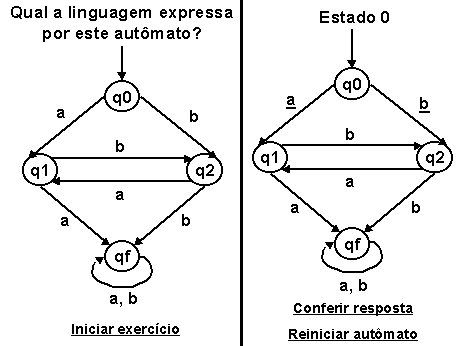 Qual a linguagem expressa
por este autômato?
q0
a
b
q1
b
q2
a
a
b
qf
a, b
Iniciar exercício
Estado 0
q0
a
b
q1
b
q2
a
a
b
qf
a, b
Conferir resposta
Reiniciar autômato